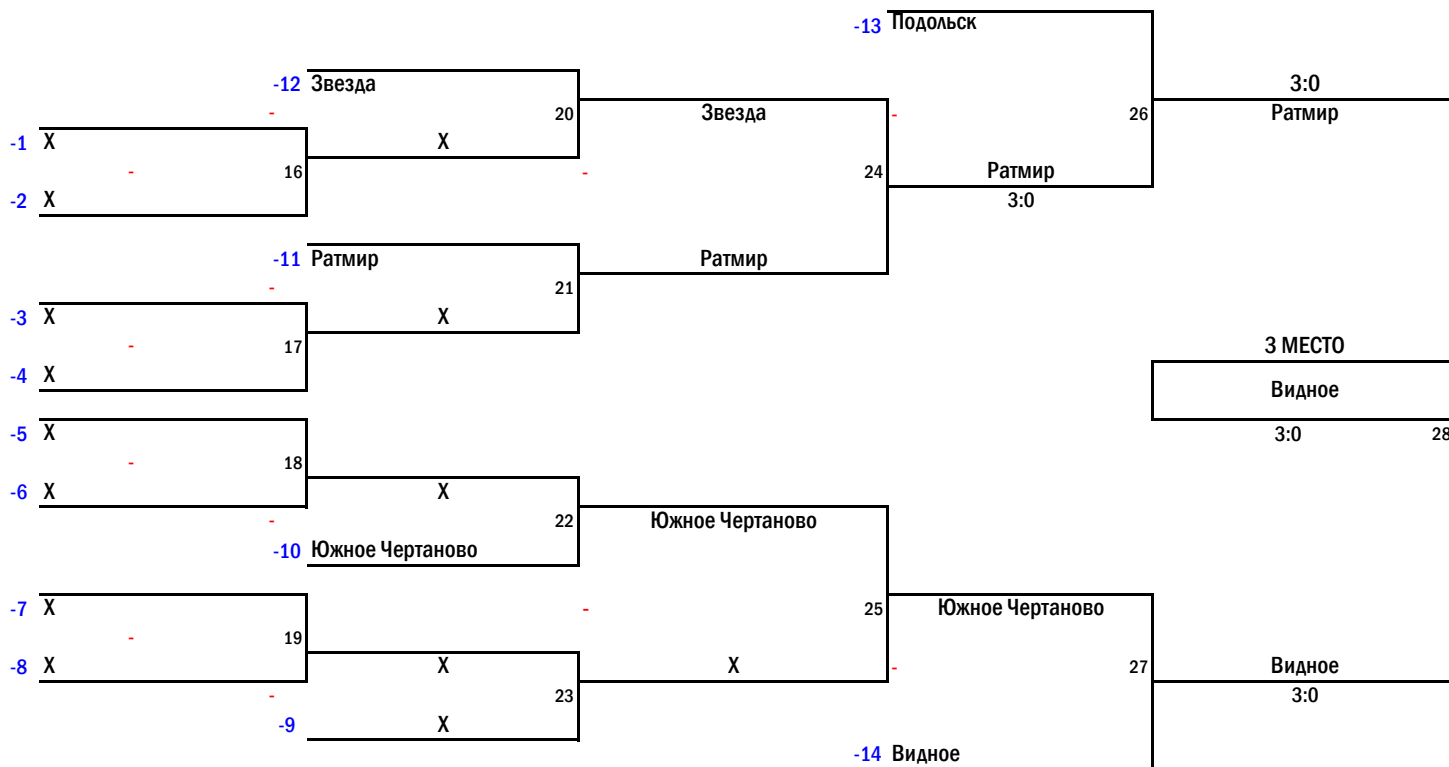 -13 Подольск
-12 Звезда
3:0
-
20
Звезда
-
26
Ратмир
-1 X
X
-
16
-
24
Ратмир
-2 X
3:0
-11 Ратмир
Ратмир
-
21
-3 X
X
-
17
3 МЕСТО
-4 X
Видное
-5 X
3:0
28
-
18
-6 X
X
-
22
Южное Чертаново
-10 Южное Чертаново
-7 X
-
25
Южное Чертаново
-
19
-8 X
X
X
-
27
Видное
-
23
3:0
-9
X
-14 Видное